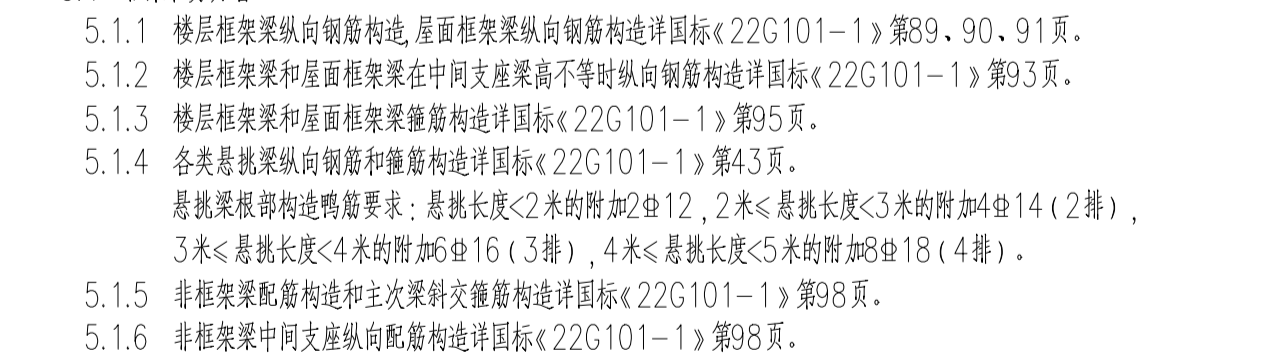 5.1.1 楼层框架梁纵向钢筋构造,屋面框架梁纵向钢筋构造详国标《22G101-1》第89、90、91页。
5.1.2 楼层框架梁和屋面框架梁在中间支座梁高不等时纵向钢筋构造详国标《22G101-1》第93页。
5.1.3 楼层框架梁和屋面框架梁箍筋构造详国标《22G101-1》第95页。
5.1.4 各类悬挑梁纵向钢筋和箍筋构造详国标《22G101-1》第43页。
悬挑梁根部构造鸭筋要求:悬挑长度<2米的附加2⏀12,2米≤悬挑长度<3米的附加4⏀14(2排),
3米≤悬挑长度<4米的附加6⏀16(3排),4米≤悬挑长度<5米的附加8⏀18(4排)。
5.1.5 非框架梁配筋构造和主次梁斜交箍筋构造详国标《22G101-1》第98页。
5.1.6 非框架梁中间支座纵向配筋构造详国标《22G101-1》第98页。